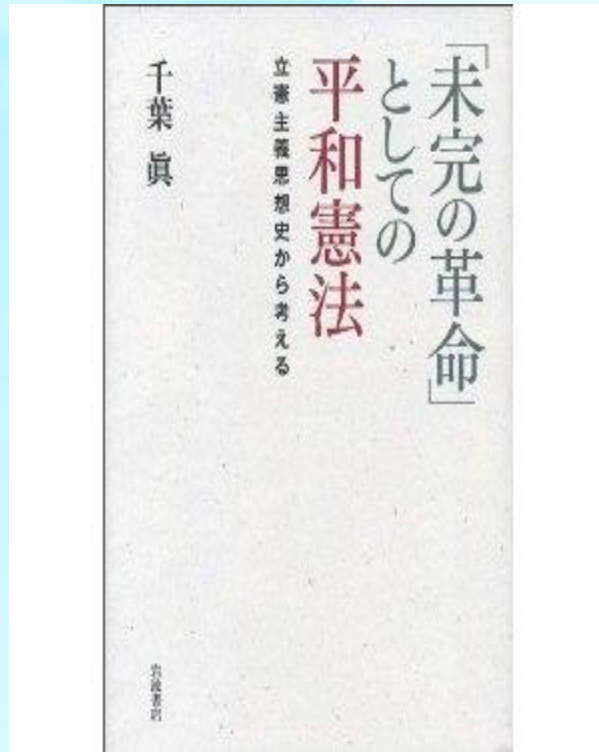 「未完の革命」
としての
平和憲法
立憲主義思想史から考える
千葉 眞
岩波書店